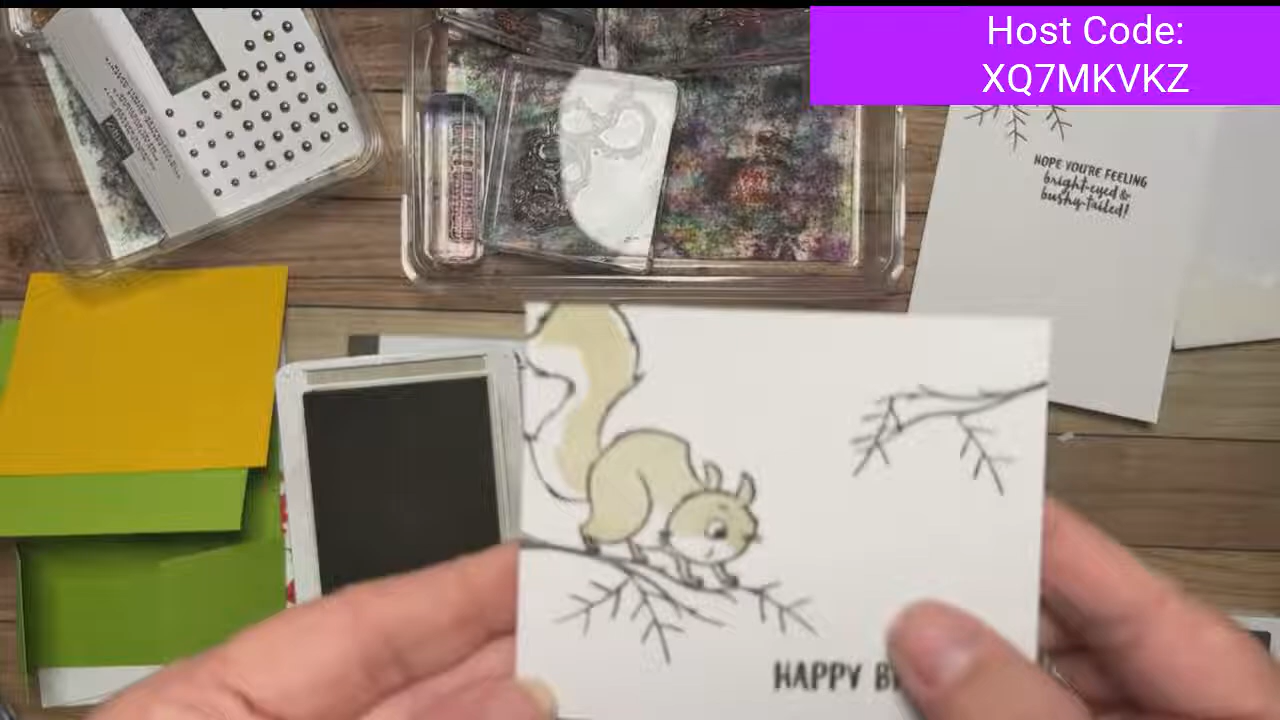 Host Code:
XQ7MKVKZ
HOPE YOU'RE FEELING
bright-eyed &
bushy-tailed!
HAPPY